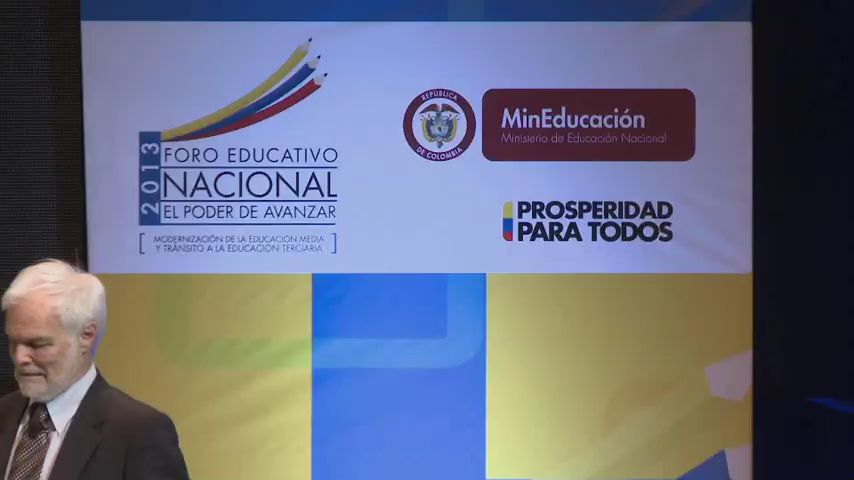 2013
FORO EDUCATIVO
NACIONAL
EL PODER DE AVANZAR
[ MODERNIZACIÓN DE LA EDUCACIÓN MEDIA
Y TRÁNSITO A LA EDUCACIÓN TERCIARIA ]
REPÚBLICA
DE COLOMBIA
MinEducación
Ministerio de Educación Nacional
PROSPERIDAD
PARA TODOS